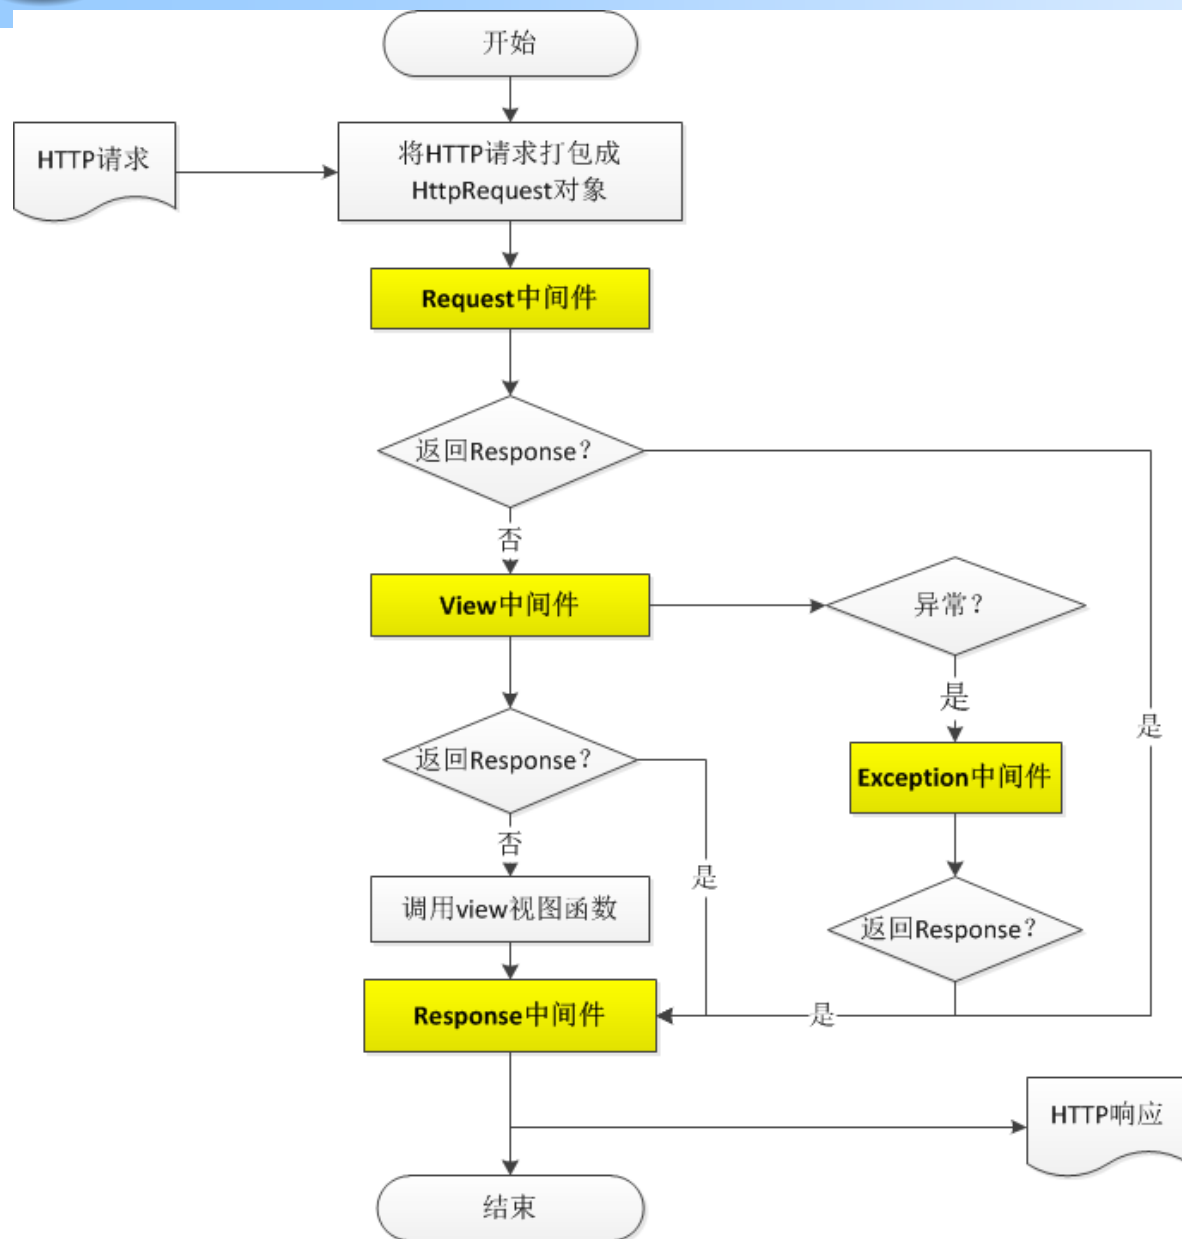 开始
HTTP请求
将HTTP请求打包成
HttpRequest对象
Request中间件
返回Response?
否
View中间件
异常?
是
是
返回Response?
Exception中间件
否
是
调用view视图函数
返回Response?
Response中间件
是
HTTP响应
结束